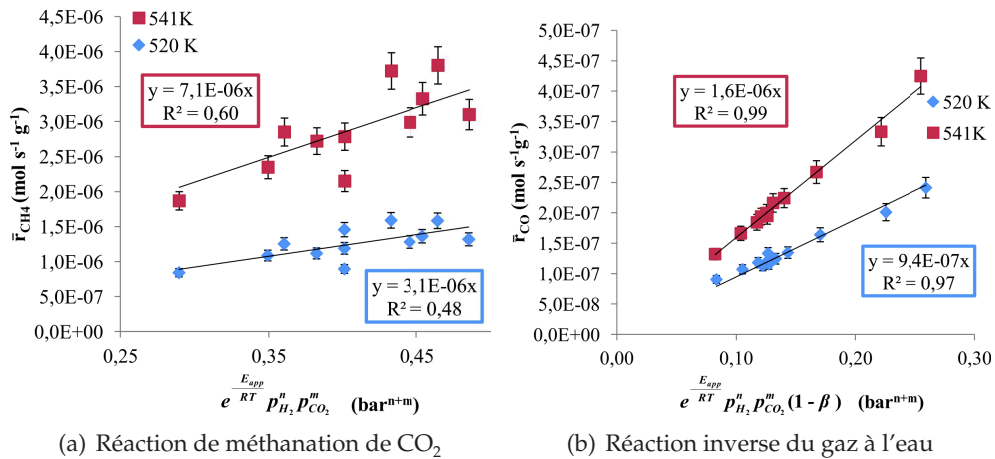 4,5E-06
4,0E-06
3,5E-06
3,0E-06
2,5E-06
2,0E-06
1,5E-06
1,0E-06
5,0E-07
0,0E+00
r̄CH4 (mol s⁻¹ g⁻¹)
541K
520 K
y = 7,1E-06x
R² = 0,60
y = 3,1E-06x
R² = 0,48
0,25 0,35 0,45
e^(Eapp/RT) p^n_H2 p^m_CO2 (barⁿ⁺ᵐ)
(a) Réaction de méthanation de CO₂
5,0E-07
4,5E-07
4,0E-07
3,5E-07
3,0E-07
2,5E-07
2,0E-07
1,5E-07
1,0E-07
5,0E-08
0,0E+00
r̄CO (mol s⁻¹g⁻¹)
y = 1,6E-06x
R² = 0,99
520 K
541K
y = 9,4E-07x
R² = 0,97
0,00 0,10 0,20 0,30
e^(Eapp/RT) p^n_H2 p^m_CO2 (1 - β) (barⁿ⁺ᵐ)
(b) Réaction inverse du gaz à l'eau